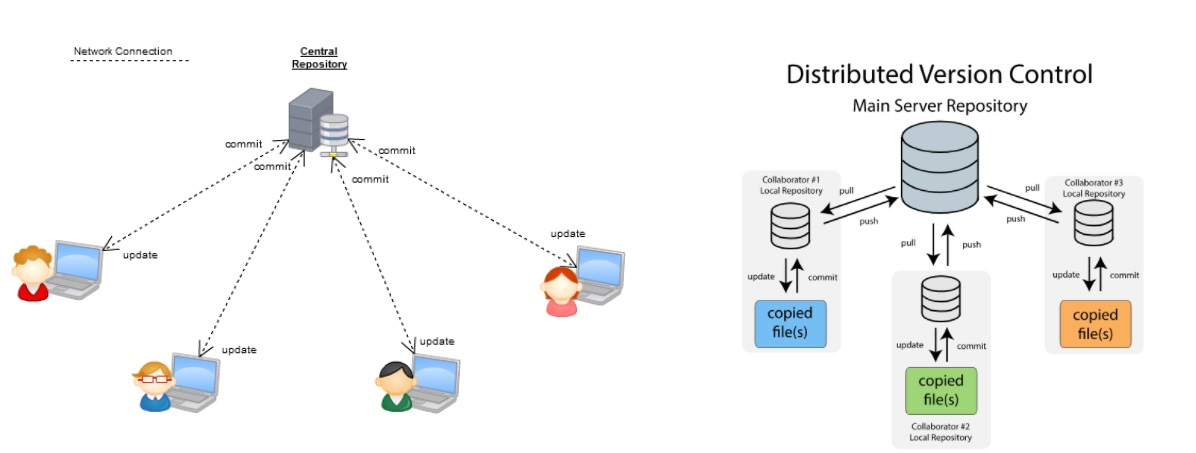 Network Connection
Central
Repository
commit
commit
commit
commit
update
update
update
update
Distributed Version Control
Main Server Repository
Collaborator #1
Local Repository
pull
push
update
commit
copied
file(s)
pull
push
update
commit
copied
file(s)
Collaborator #2
Local Repository
Collaborator #3
Local Repository
pull
push
update
commit
copied
file(s)